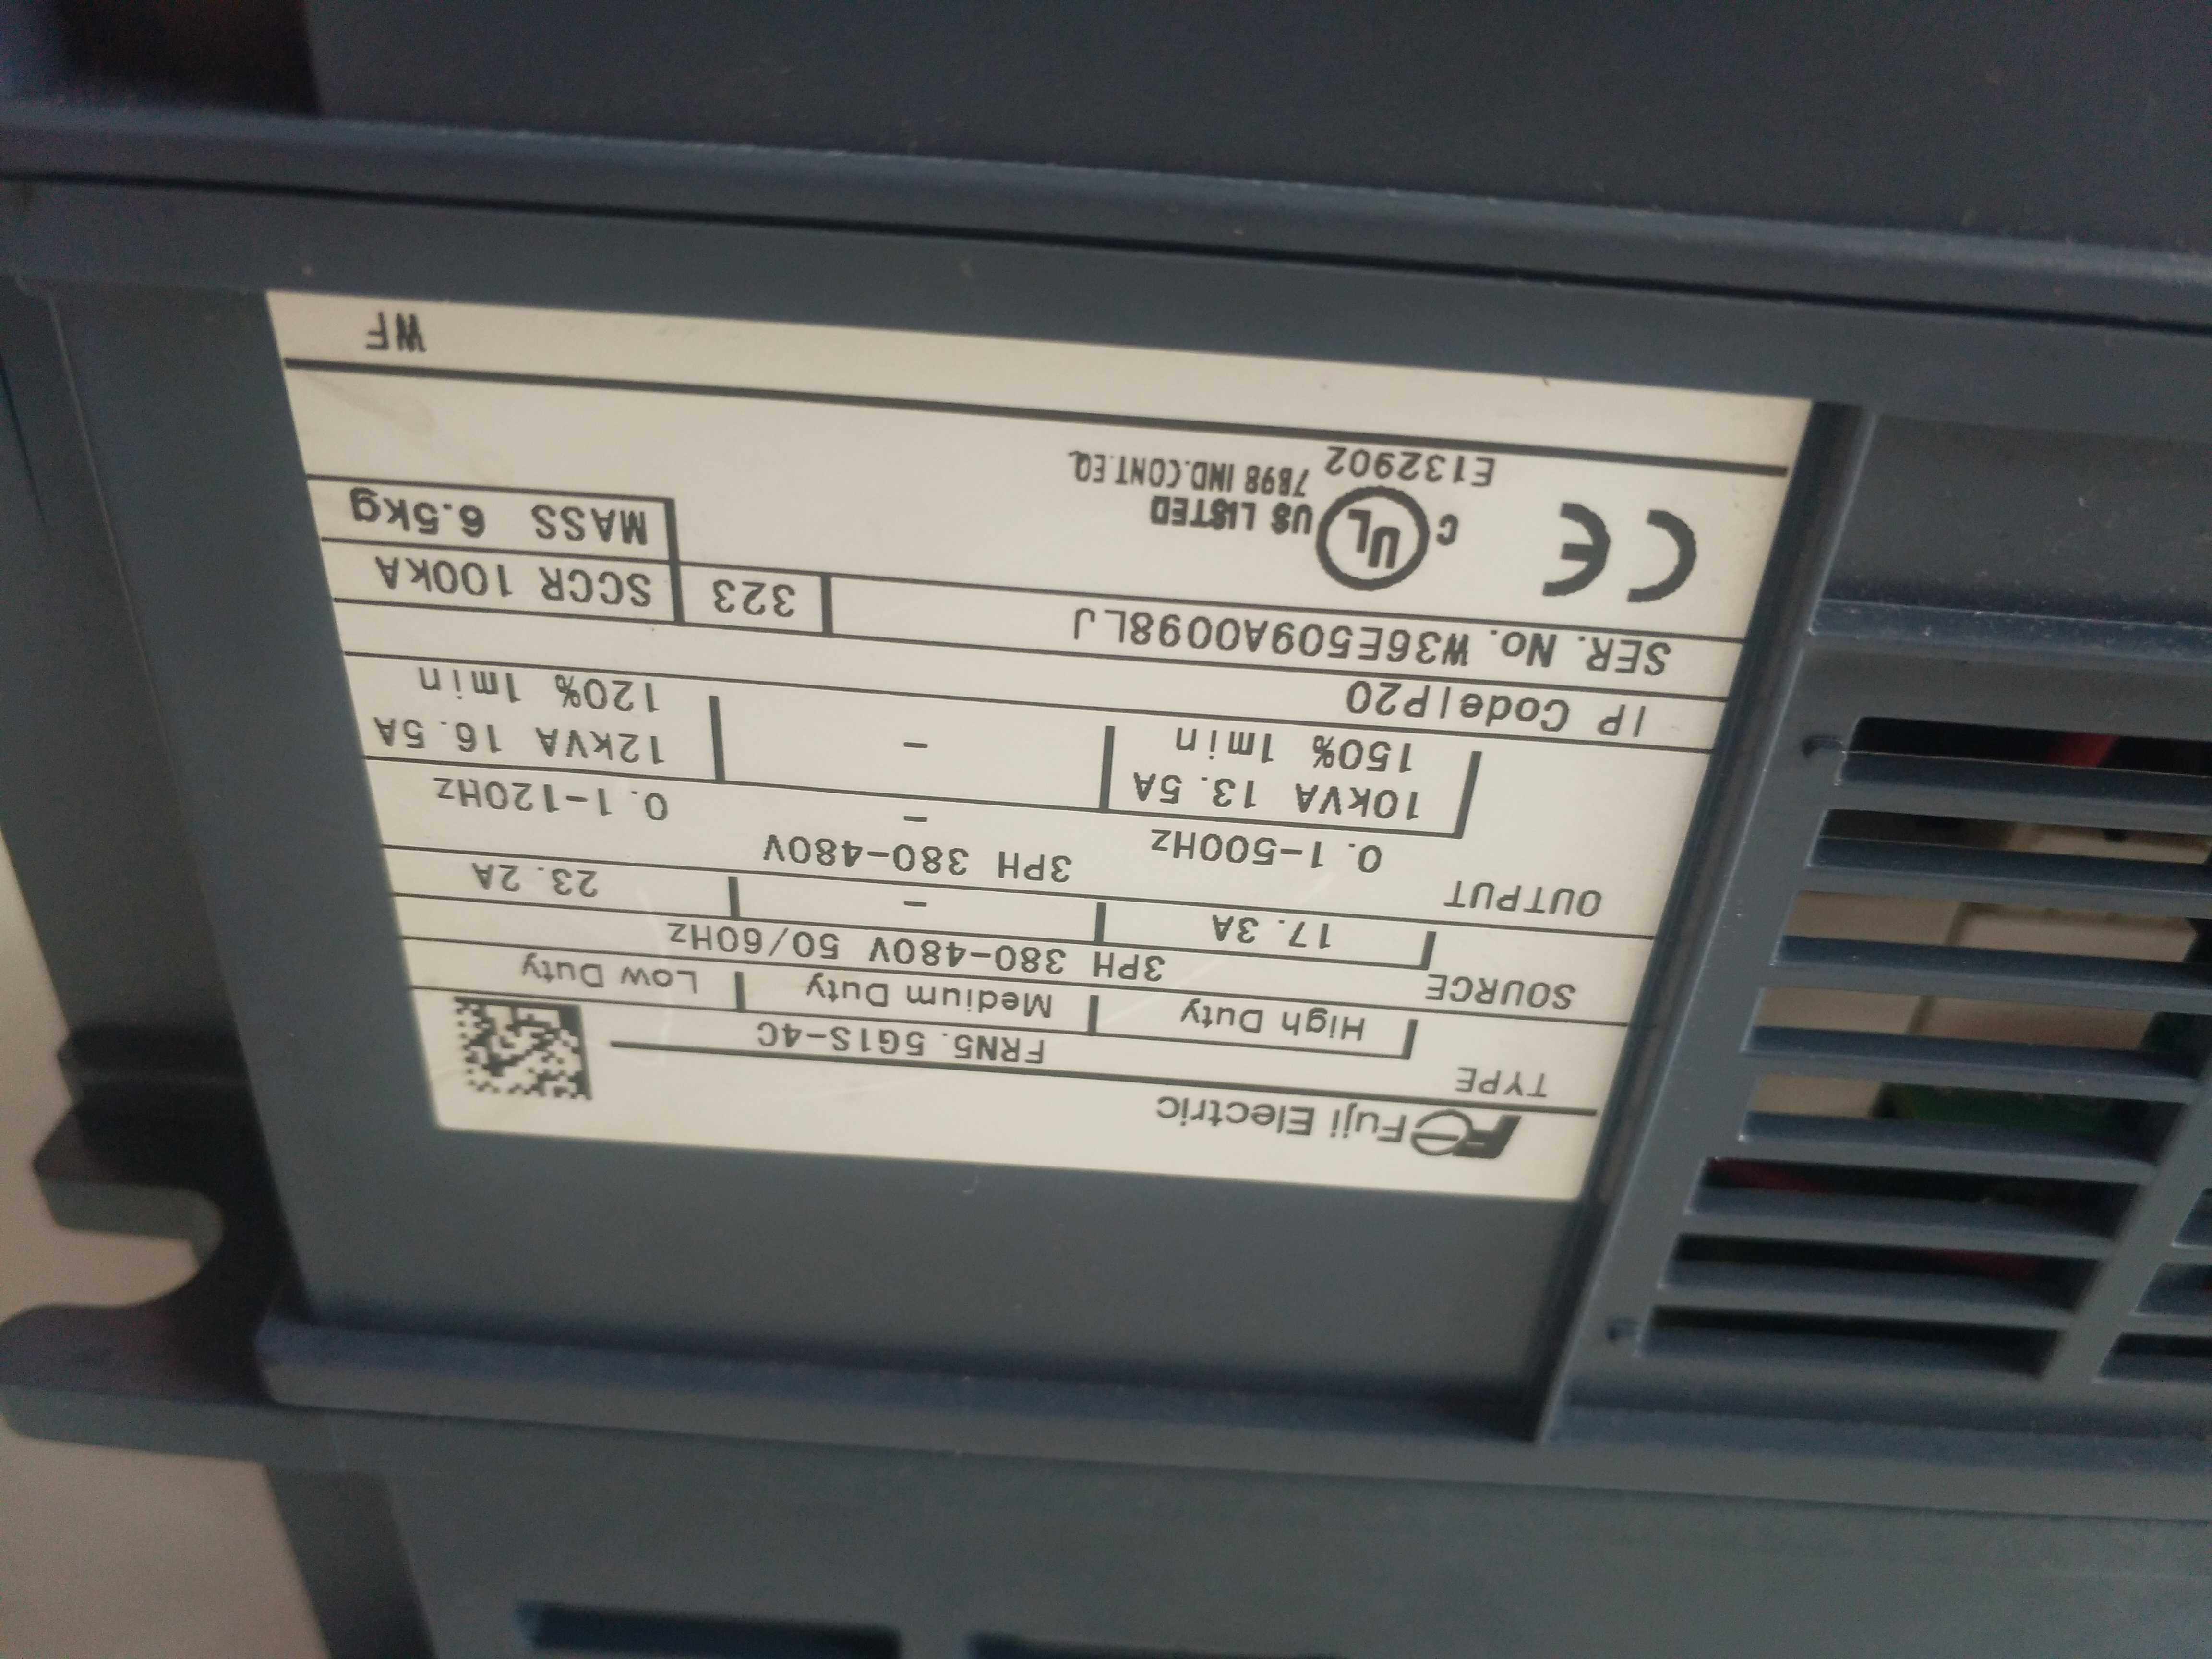 Fe Fuji Electric
TYPE FRN5.5G1S-4C
High Duty Medium Duty Low Duty
SOURCE 3PH 380-480V 50/60Hz
17.3A - 23.2A
OUTPUT 3PH 380-480V
0.1-500Hz - 0.1-120Hz
10kVA 13.5A - 12kVA 16.5A
150% 1min 120% 1min
IP Code IP20
SER. No. W36E509A0098LJ 323 SCCR 100kA
MASS 6.5kg
CE C UL US LISTED
7B98 IND.CONT.EQ.
E132902
WF